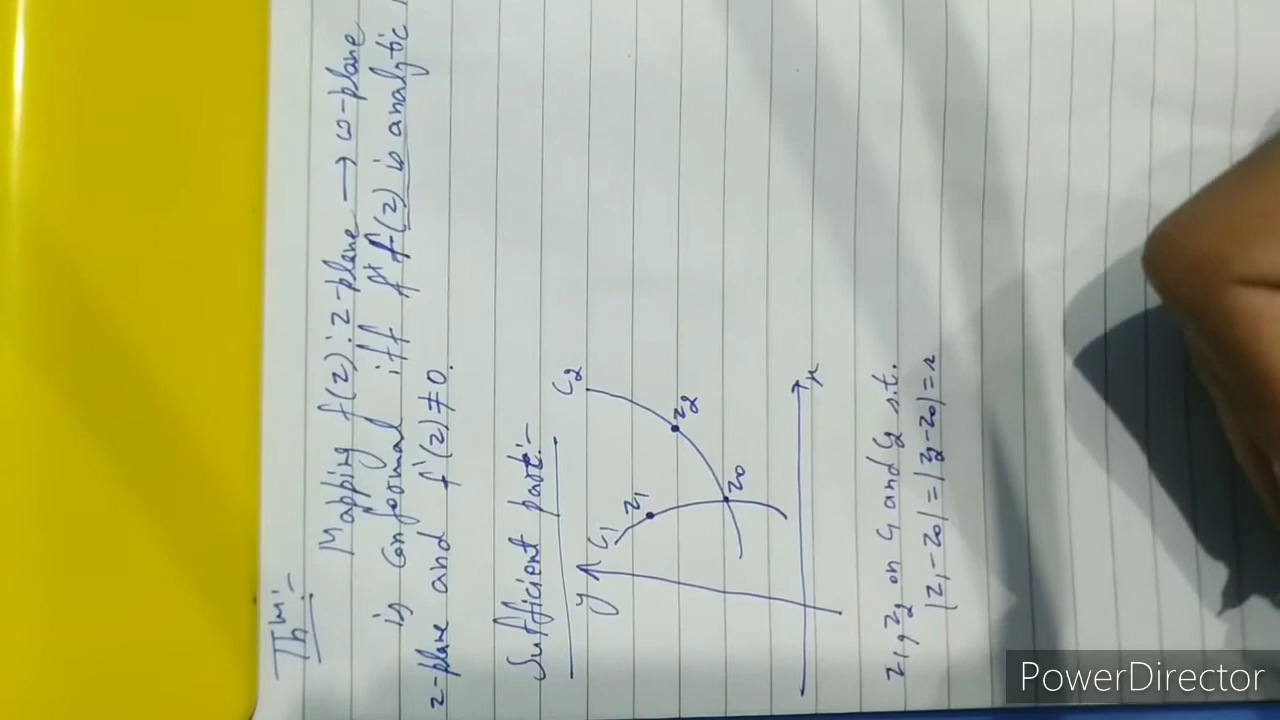 Thm:-
Mapping f(z): z-plane → ω-plane
is conformal iff f' f(z) is analytic
z-plane and f'(z) ≠ 0.
Sufficient part:-
y
C1
C2
z1
z2
z0
x
z1, z2 on C1 and C2 s.t.
|z1 - z0| = |z2 - z0| = r
PowerDirector